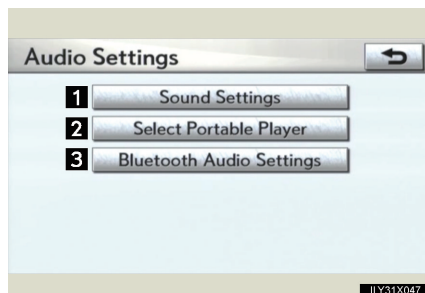 Audio Settings
1 Sound Settings
2 Select Portable Player
3 Bluetooth Audio Settings
ILY31X047